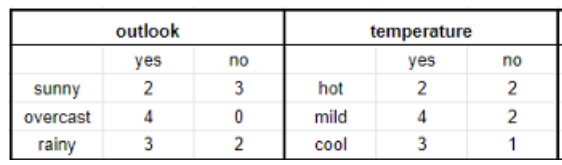 outlook temperature
yes no yes no
sunny 2 3 hot 2 2
overcast 4 0 mild 4 2
rainy 3 2 cool 3 1